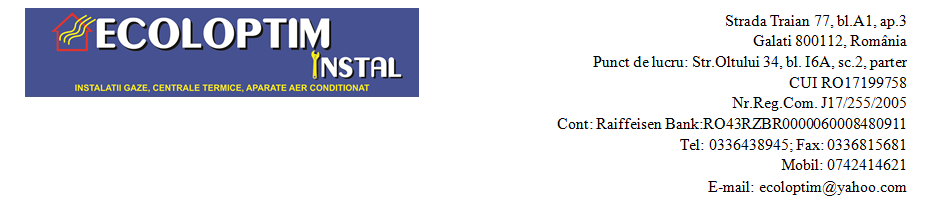 ECOLOPTIM
INSTAL
INSTALATII GAZE, CENTRALE TERMICE, APARATE AER CONDITIONAT
Strada Traian 77, bl.A1, ap.3
Galati 800112, România
Punct de lucru: Str.Oltului 34, bl. I6A, sc.2, parter
CUI RO17199758
Nr.Reg.Com. J17/255/2005
Cont: Raiffeisen Bank:RO43RZBR0000060008480911
Tel: 0336438945; Fax: 0336815681
Mobil: 0742414621
E-mail: ecoloptim@yahoo.com